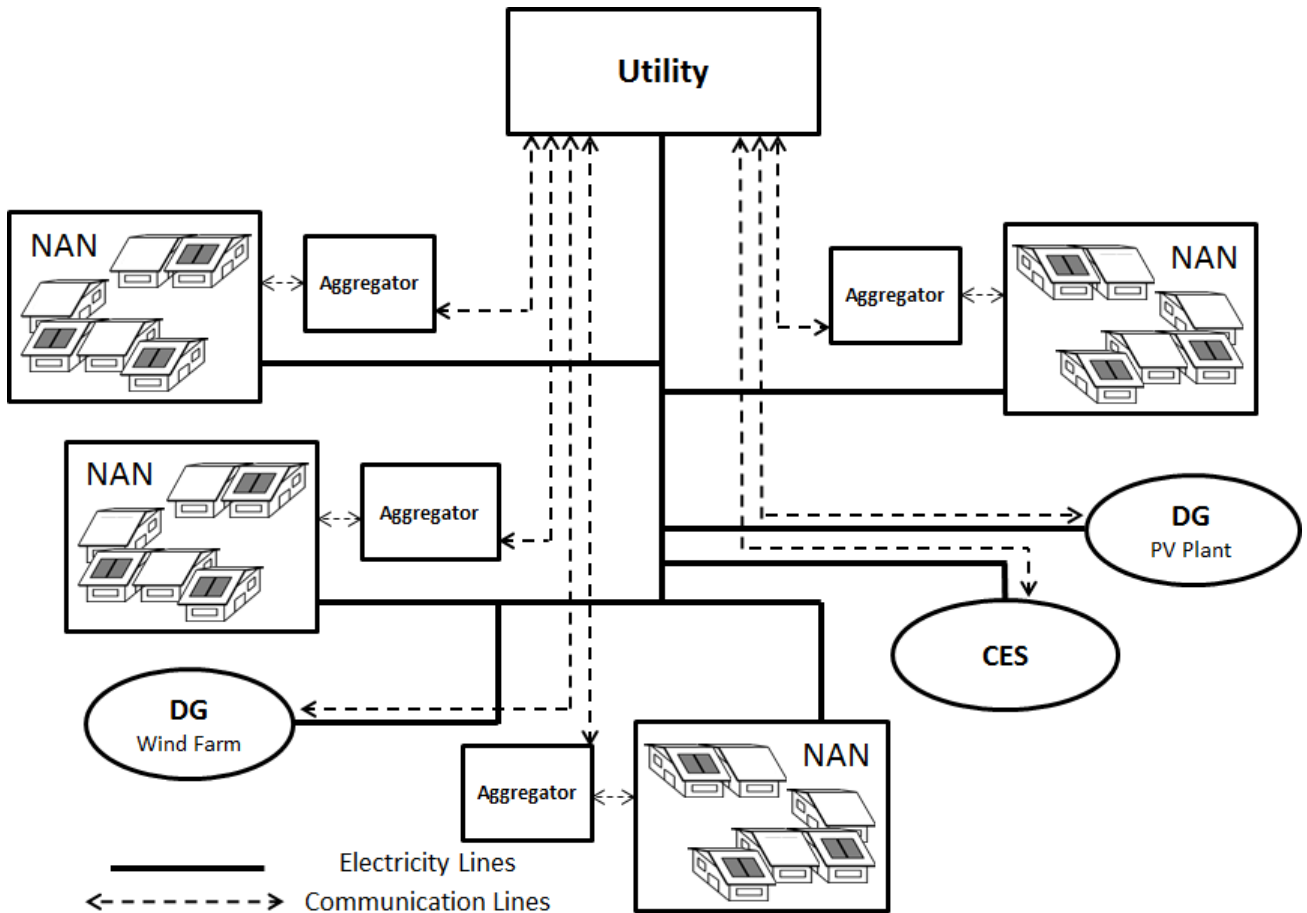 Utility
NAN
Aggregator
Aggregator
NAN
NAN
Aggregator
DG
PV Plant
CES
DG
Wind Farm
Aggregator
NAN
Electricity Lines
Communication Lines